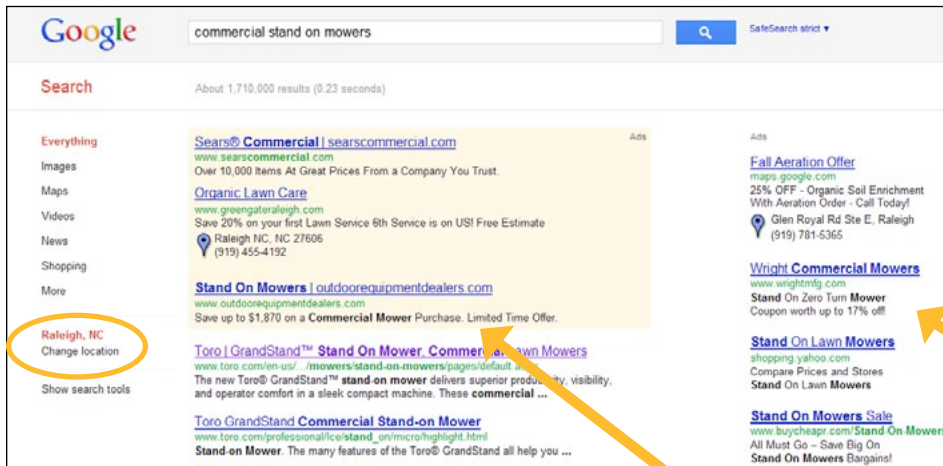 Google
commercial stand on mowers
SafeSearch strict ▼
Search
About 1,710,000 results (0.23 seconds)
Everything
Images
Maps
Videos
News
Shopping
More
Raleigh, NC
Change location
Show search tools
Ads
Sears® Commercial | searscommercial.com
www.searscommercial.com
Over 10,000 Items At Great Prices From a Company You Trust.
Organic Lawn Care
www.greengateraleigh.com
Save 20% on your first Lawn Service 6th Service is on US! Free Estimate
Raleigh NC, NC 27606
(919) 455-4192
Stand On Mowers | outdoorequipmentdealers.com
www.outdoorequipmentdealers.com
Save up to $1,870 on a Commercial Mower Purchase. Limited Time Offer.
Toro | GrandStand™ Stand On Mower, Commercial Lawn Mowers
www.toro.com/en-us/.../mowers/stand-on-mowers/pages/default.a
The new Toro® GrandStand™ stand-on mower delivers superior productivity, visibility,
and operator comfort in a sleek compact machine. These commercial ...
Toro GrandStand Commercial Stand-on Mower
www.toro.com/professional/lce/stand_on/micro/highlight.html
Stand-on Mower. The many features of the Toro® GrandStand all help you ...
Ads
Fall Aeration Offer
maps.google.com
25% OFF - Organic Soil Enrichment
With Aeration Order - Call Today!
Glen Royal Rd Ste E, Raleigh
(919) 781-5365
Wright Commercial Mowers
www.wrightmfg.com
Stand On Zero Turn Mower
Coupon worth up to 17% off!
Stand On Lawn Mowers
shopping.yahoo.com
Compare Prices and Stores
Stand On Lawn Mowers
Stand On Mowers Sale
www.buycheapr.com/Stand-On-Mowers
All Must Go – Save Big On
Stand On Mowers Bargains!